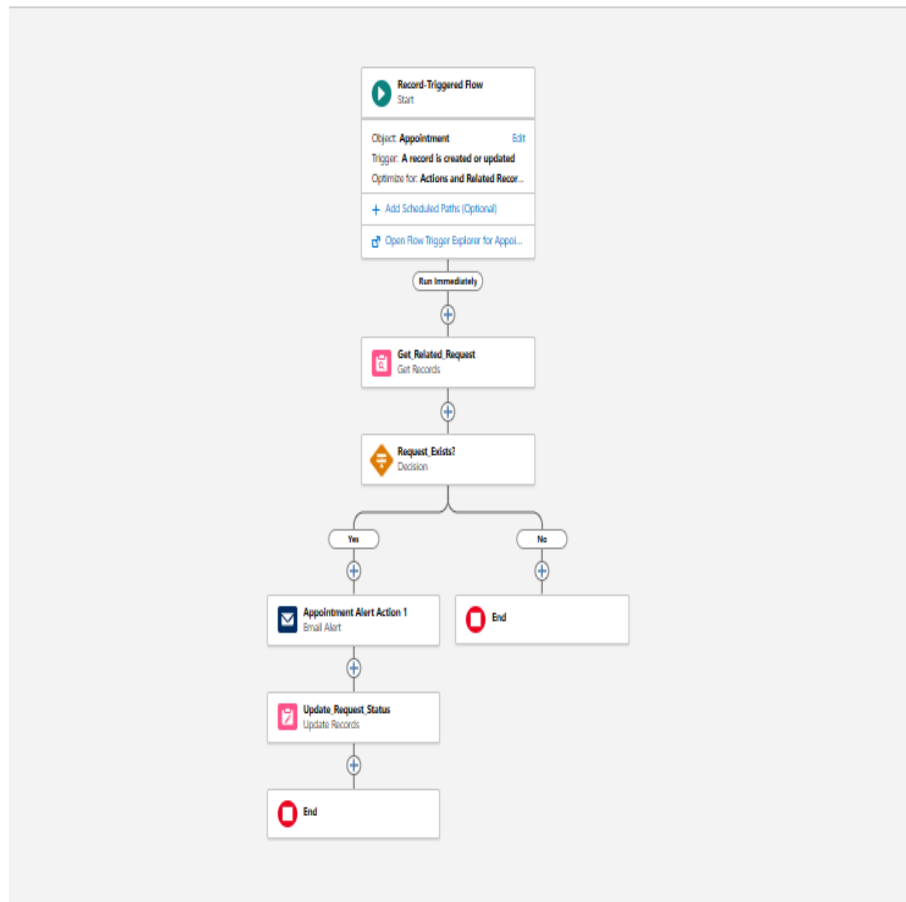 Record-Triggered Flow
Start
Object: Appointment Edit
Trigger: A record is created or updated
Optimize for: Actions and Related Recor...
+ Add Scheduled Paths (Optional)
Open Flow Trigger Explorer for Appoi...
Run Immediately
Get_Related_Request
Get Records
Request_Exists?
Decision
Yes
No
Appointment Alert Action 1
Email Alert
End
Update_Request_Status
Update Records
End